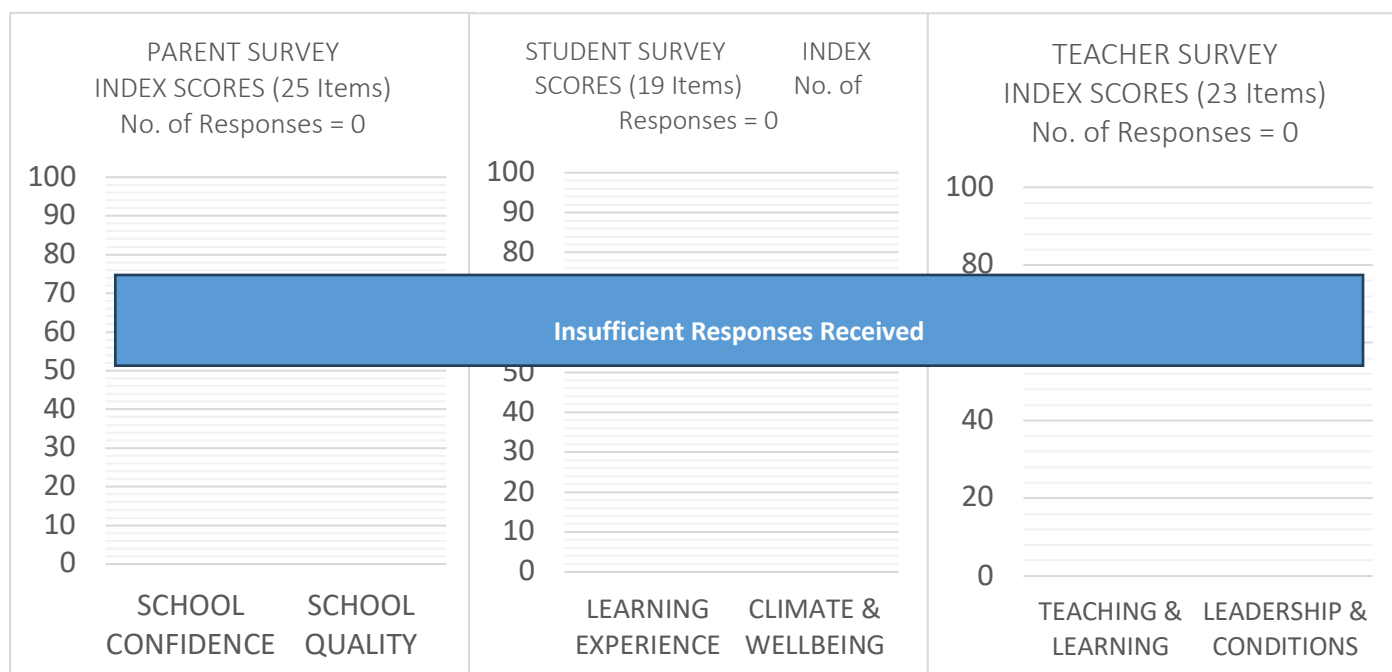 PARENT SURVEY
INDEX SCORES (25 Items)
No. of Responses = 0
100
90
80
70
60
50
40
30
20
10
0
SCHOOL CONFIDENCE
SCHOOL QUALITY
STUDENT SURVEY INDEX
SCORES (19 Items) No. of
Responses = 0
100
90
80
50
40
30
20
10
0
LEARNING EXPERIENCE
CLIMATE & WELLBEING
TEACHER SURVEY
INDEX SCORES (23 Items)
No. of Responses = 0
100
80
40
20
0
TEACHING & LEARNING
LEADERSHIP & CONDITIONS
Insufficient Responses Received